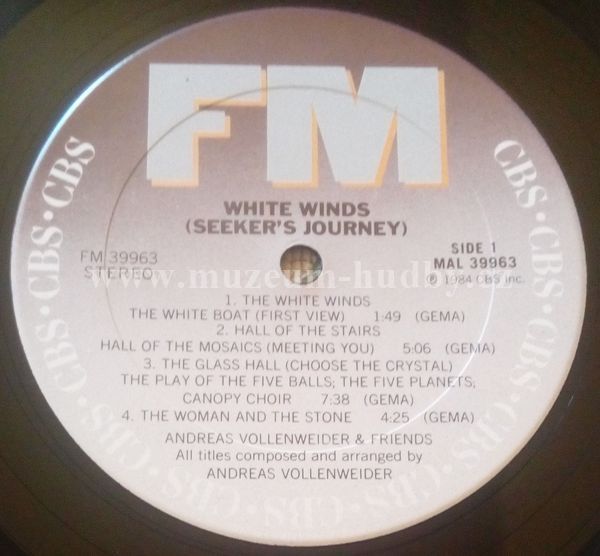 FM
WHITE WINDS
(SEEKER'S JOURNEY)
FM 39963
STEREO
SIDE 1
MAL 39963
℗ 1984 CBS Inc.
1. THE WHITE WINDS
THE WHITE BOAT (FIRST VIEW) 1:49 (GEMA)
2. HALL OF THE STAIRS
HALL OF THE MOSAICS (MEETING YOU) 5:06 (GEMA)
3. THE GLASS HALL (CHOOSE THE CRYSTAL)
THE PLAY OF THE FIVE BALLS; THE FIVE PLANETS;
CANOPY CHOIR 7:38 (GEMA)
4. THE WOMAN AND THE STONE 4:25 (GEMA)
ANDREAS VOLLENWEIDER & FRIENDS
All titles composed and arranged by
ANDREAS VOLLENWEIDER
CBS · CBS · CBS · CBS · CBS · CBS · CBS · CBS · CBS